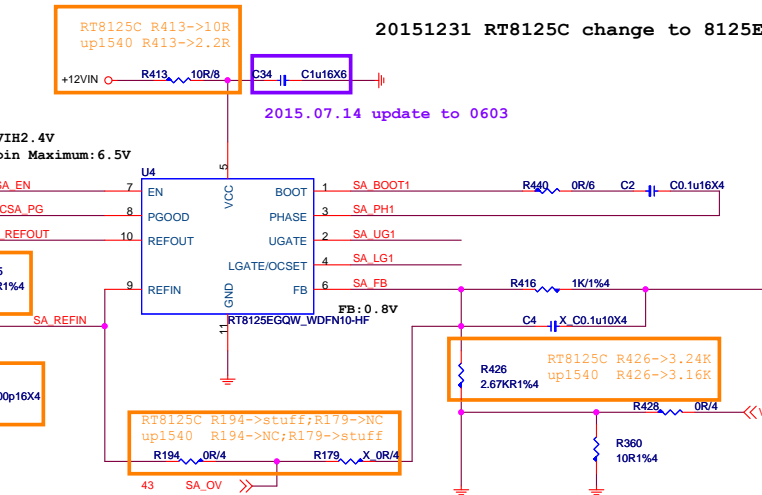 20151231 RT8125C change to 8125E
RT8125C R413->10R
up1540 R413->2.2R
+12VIN
R413
10R/8
C34
C1u16X6
2015.07.14 update to 0603
VIH2.4V
pin Maximum:6.5V
U4
5
VCC
SA_EN
7
EN
BOOT
1
SA_BOOT1
R440
0R/6
C2
C0.1u16X4
CSA_PG
8
PGOOD
PHASE
3
SA_PH1
REFOUT
10
REFOUT
UGATE
2
SA_UG1
LGATE/OCSET
4
SA_LG1
9
REFIN
GND
FB
6
SA_FB
R416
1K/1%4
R1%4
FB:0.8V
SA_REFIN
11
RT8125EGQW_WDFN10-HF
C4
X_C0.1u10X4
R426
2.67KR1%4
RT8125C R426->3.24K
up1540 R426->3.16K
00p16X4
RT8125C R194->stuff;R179->NC
up1540 R194->NC;R179->stuff
R428
0R/4
R194
0R/4
R179
X_0R/4
R360
10R1%4
43
SA_OV